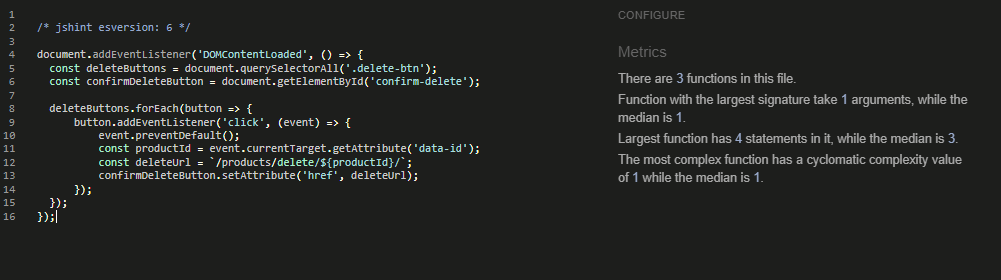 1
2 /* jshint esversion: 6 */
3
4 document.addEventListener('DOMContentLoaded', () => {
5 const deleteButtons = document.querySelectorAll('.delete-btn');
6 const confirmDeleteButton = document.getElementById('confirm-delete');
7
8 deleteButtons.forEach(button => {
9 button.addEventListener('click', (event) => {
10 event.preventDefault();
11 const productId = event.currentTarget.getAttribute('data-id');
12 const deleteUrl = `/products/delete/${productId}/`;
13 confirmDeleteButton.setAttribute('href', deleteUrl);
14 });
15 });
16 });
CONFIGURE
Metrics
There are 3 functions in this file.
Function with the largest signature take 1 arguments, while the
median is 1.
Largest function has 4 statements in it, while the median is 3.
The most complex function has a cyclomatic complexity value
of 1 while the median is 1.